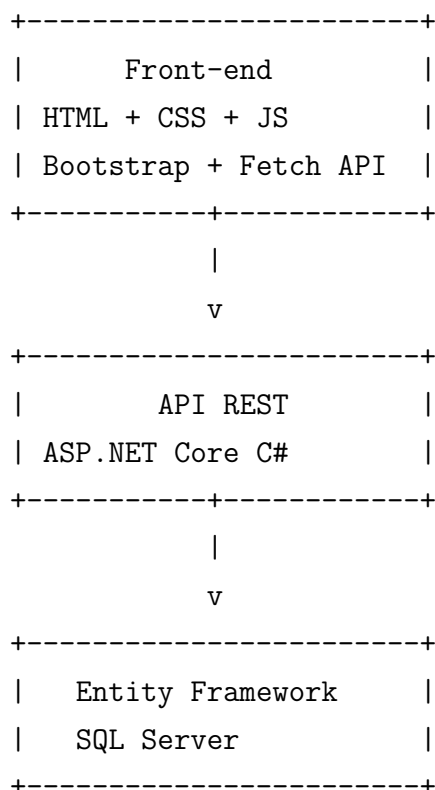 +------------------------+
|      Front-end         |
| HTML + CSS + JS        |
| Bootstrap + Fetch API  |
+-----------+------------+
            |
            v
+------------------------+
|        API REST        |
| ASP.NET Core C#        |
+-----------+------------+
            |
            v
+------------------------+
|   Entity Framework     |
|   SQL Server           |
+------------------------+